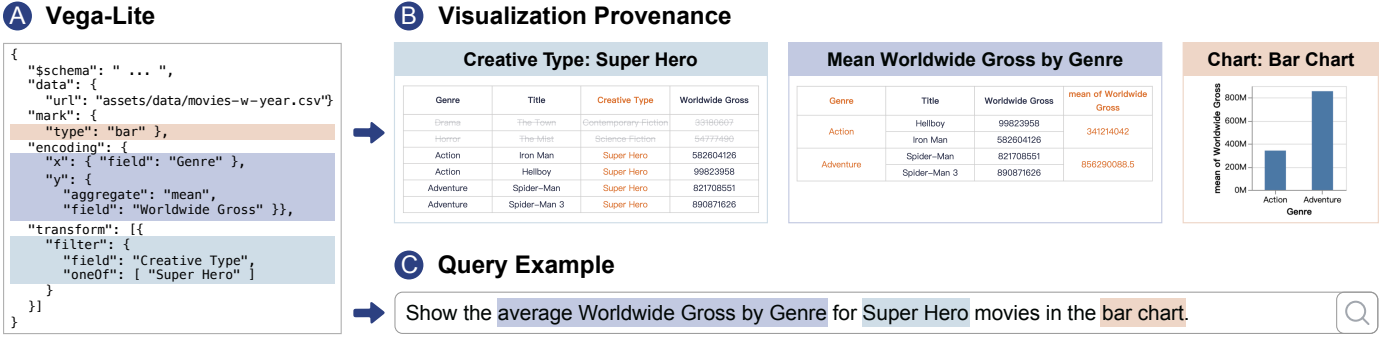 A Vega-Lite
{
"$schema": " ... ",
"data": {
"url": "assets/data/movies-w-year.csv"}
"mark": {
"type": "bar" },
"encoding": {
"x": { "field": "Genre" },
"y": {
"aggregate": "mean",
"field": "Worldwide Gross" }},
"transform": [{
"filter": {
"field": "Creative Type",
"oneOf": [ "Super Hero" ]
}
}]
}
B Visualization Provenance
Creative Type: Super Hero
Genre Title Creative Type Worldwide Gross
Drama The Town Contemporary Fiction 33180607
Horror The Mist Science Fiction 54777490
Action Iron Man Super Hero 582604126
Action Hellboy Super Hero 99823958
Adventure Spider-Man Super Hero 821708551
Adventure Spider-Man 3 Super Hero 890871626
Mean Worldwide Gross by Genre
Genre Title Worldwide Gross mean of Worldwide Gross
Action Hellboy 99823958 341214042
Iron Man 582604126
Adventure Spider-Man 821708551 856290088.5
Spider-Man 3 890871626
Chart: Bar Chart
mean of Worldwide Gross
800M
600M
400M
200M
0M
Action Adventure
Genre
C Query Example
Show the average Worldwide Gross by Genre for Super Hero movies in the bar chart.